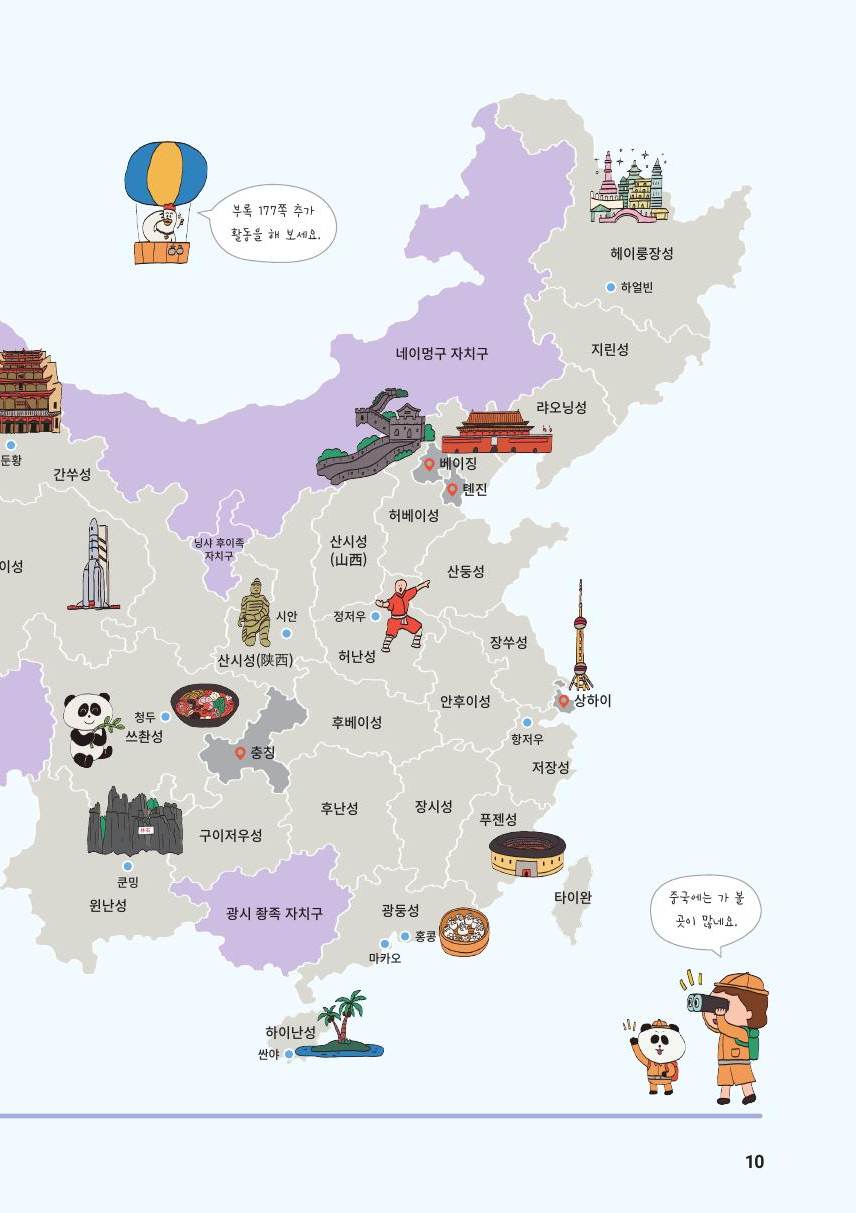 부록 177쪽 추가
활동을 해 보세요.
헤이룽장성
하얼빈
지린성
네이멍구 자치구
랴오닝성
베이징
톈진
둔황
간쑤성
허베이성
닝샤 후이족
자치구
산시성
(山西)
산둥성
이성
시안
정저우
장쑤성
산시성(陕西)
허난성
상하이
안후이성
청두
쓰촨성
후베이성
항저우
충칭
저장성
후난성
장시성
푸젠성
구이저우성
쿤밍
윈난성
광시 좡족 자치구
광둥성
타이완
홍콩
마카오
중국에는 가 볼
곳이 많네요.
하이난성
싼야
10